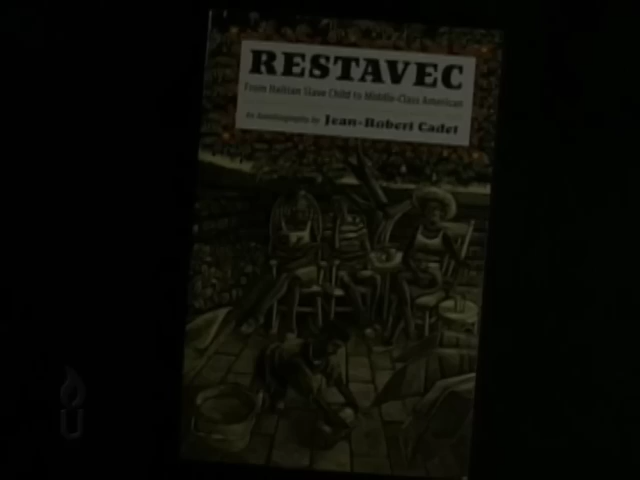 RESTAVEC
From Haitian Slave Child to Middle-Class American
An Autobiography by Jean-Robert Cadet
U